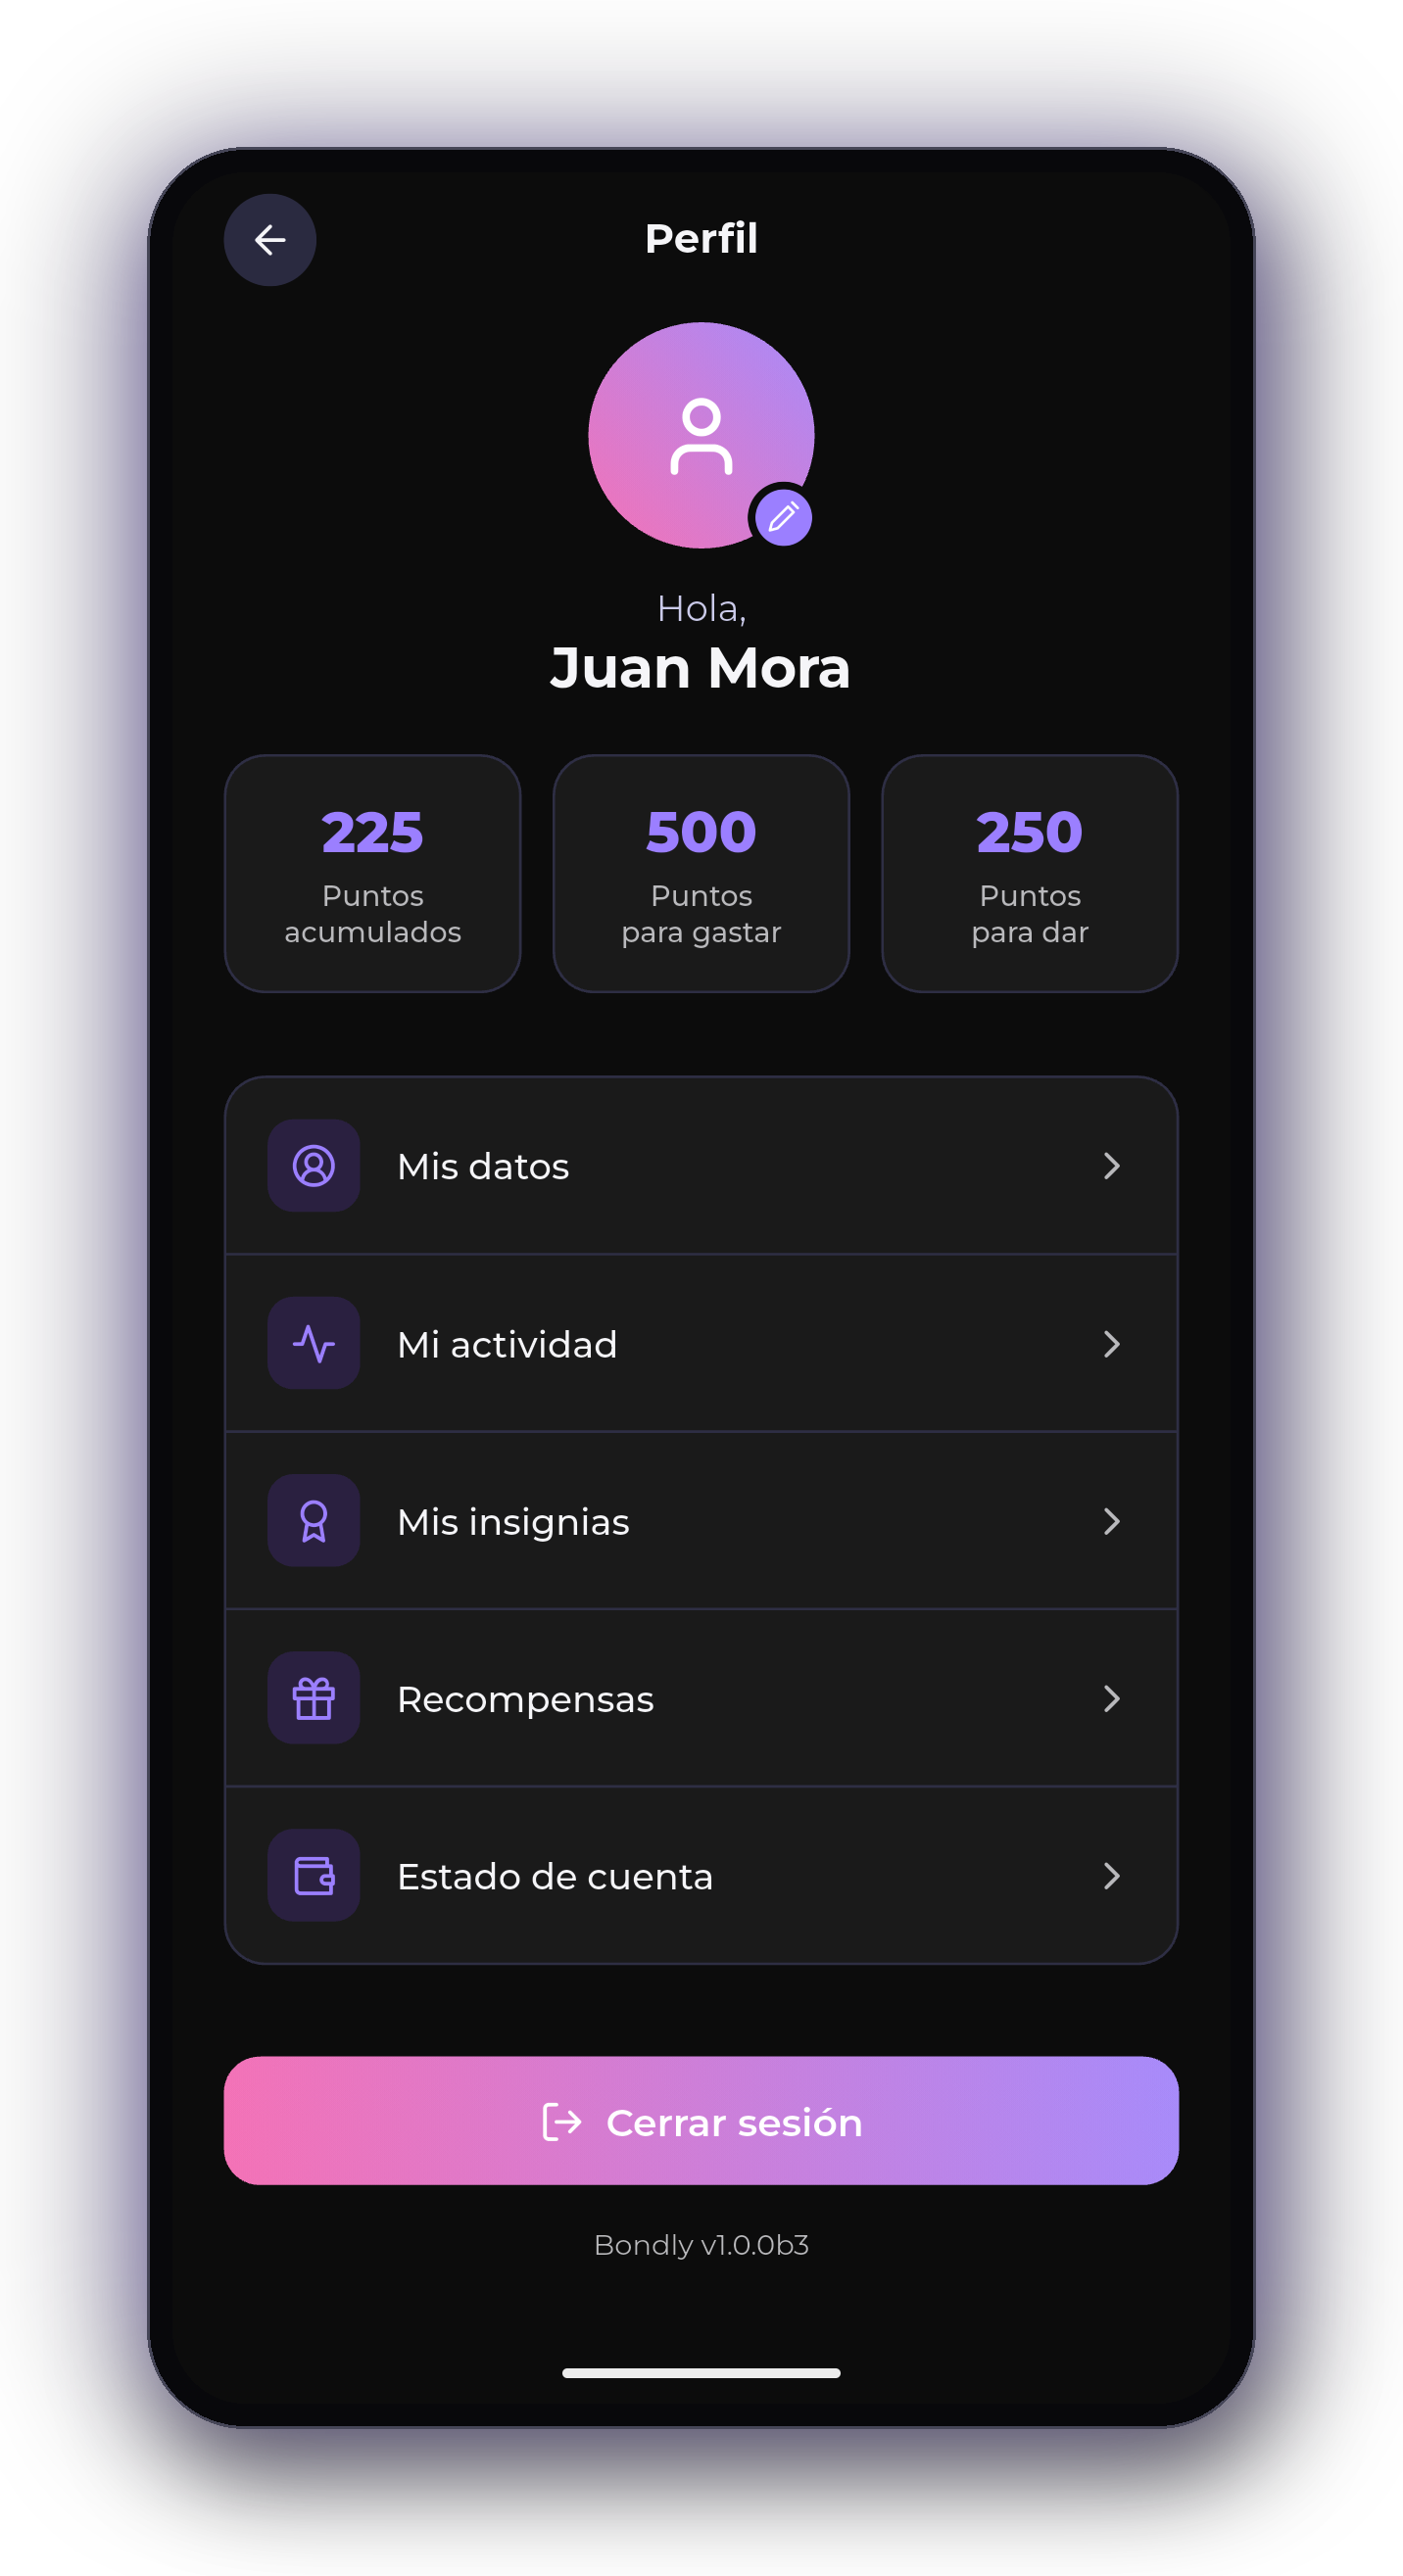 Perfil
Hola,
Juan Mora
225
Puntos
acumulados
500
Puntos
para gastar
250
Puntos
para dar
Mis datos
Mi actividad
Mis insignias
Recompensas
Estado de cuenta
Cerrar sesión
Bondly v1.0.0b3